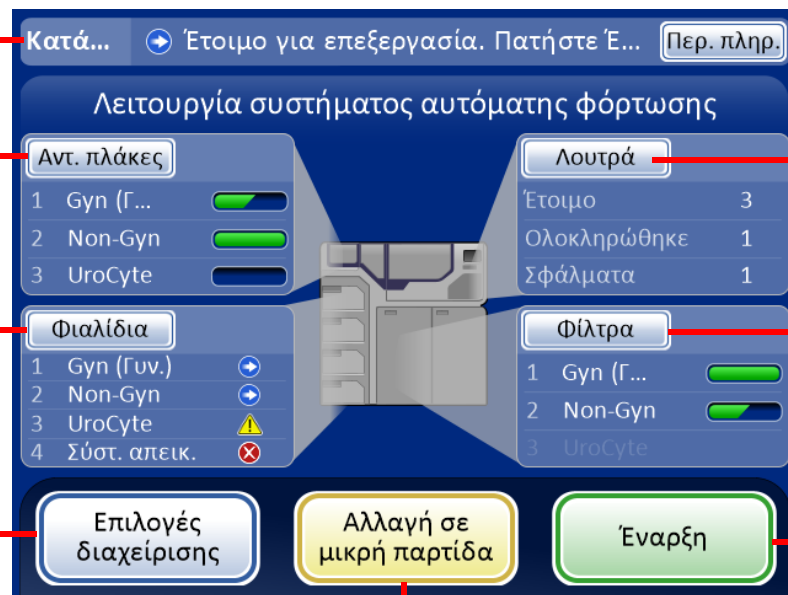 Κατά... Έτοιμο για επεξεργασία. Πατήστε Έ... Περ. πληρ.
Λειτουργία συστήματος αυτόματης φόρτωσης
Αντ. πλάκες
1 Gyn (Γ...
2 Non-Gyn
3 UroCyte
Λουτρά
Έτοιμο 3
Ολοκληρώθηκε 1
Σφάλματα 1
Φιαλίδια
1 Gyn (Γυν.)
2 Non-Gyn
3 UroCyte
4 Σύστ. απεικ.
Φίλτρα
1 Gyn (Γ...
2 Non-Gyn
3 UroCyte
Επιλογές
διαχείρισης
Αλλαγή σε
μικρή παρτίδα
Έναρξη